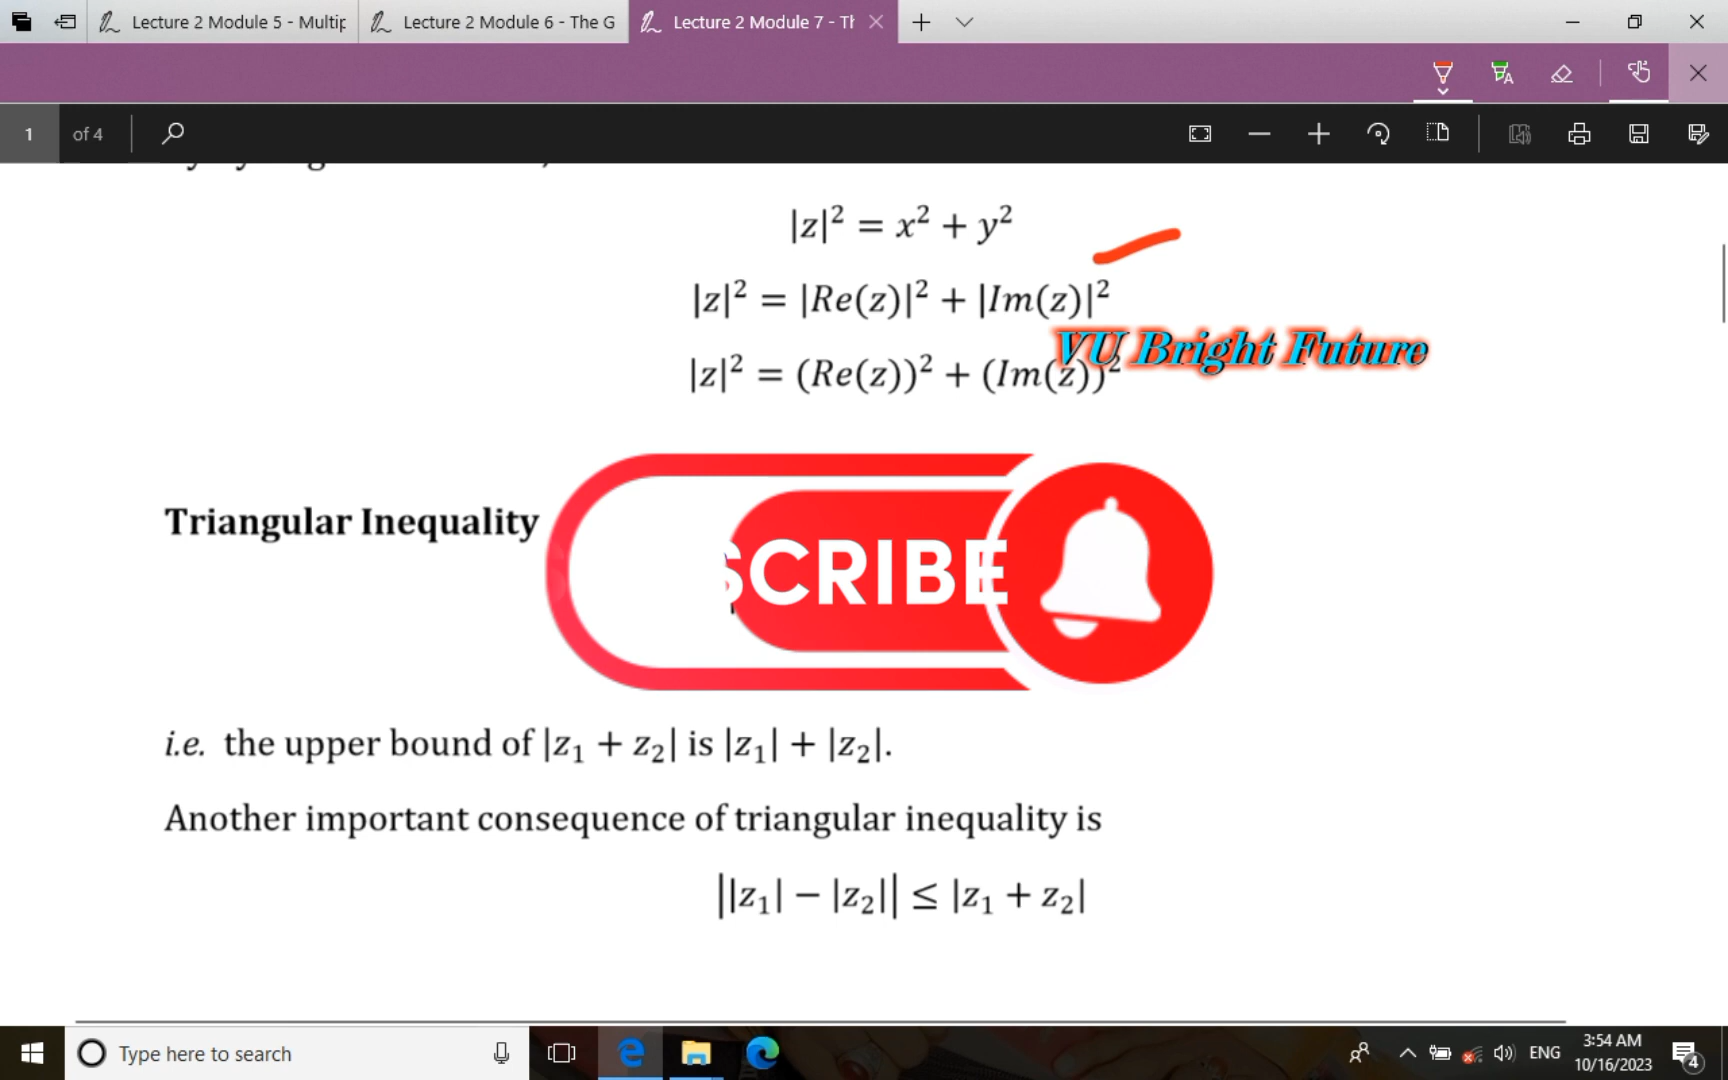 Lecture 2 Module 5 - Multip
Lecture 2 Module 6 - The G
Lecture 2 Module 7 - Th
1 of 4
|z|² = x² + y²
|z|² = |Re(z)|² + |Im(z)|²
VU Bright Future
|z|² = (Re(z))² + (Im(z))²
Triangular Inequality
SCRIBE
i.e. the upper bound of |z₁ + z₂| is |z₁| + |z₂|.
Another important consequence of triangular inequality is
||z₁| − |z₂|| ≤ |z₁ + z₂|
Type here to search
ENG
3:54 AM
10/16/2023
4